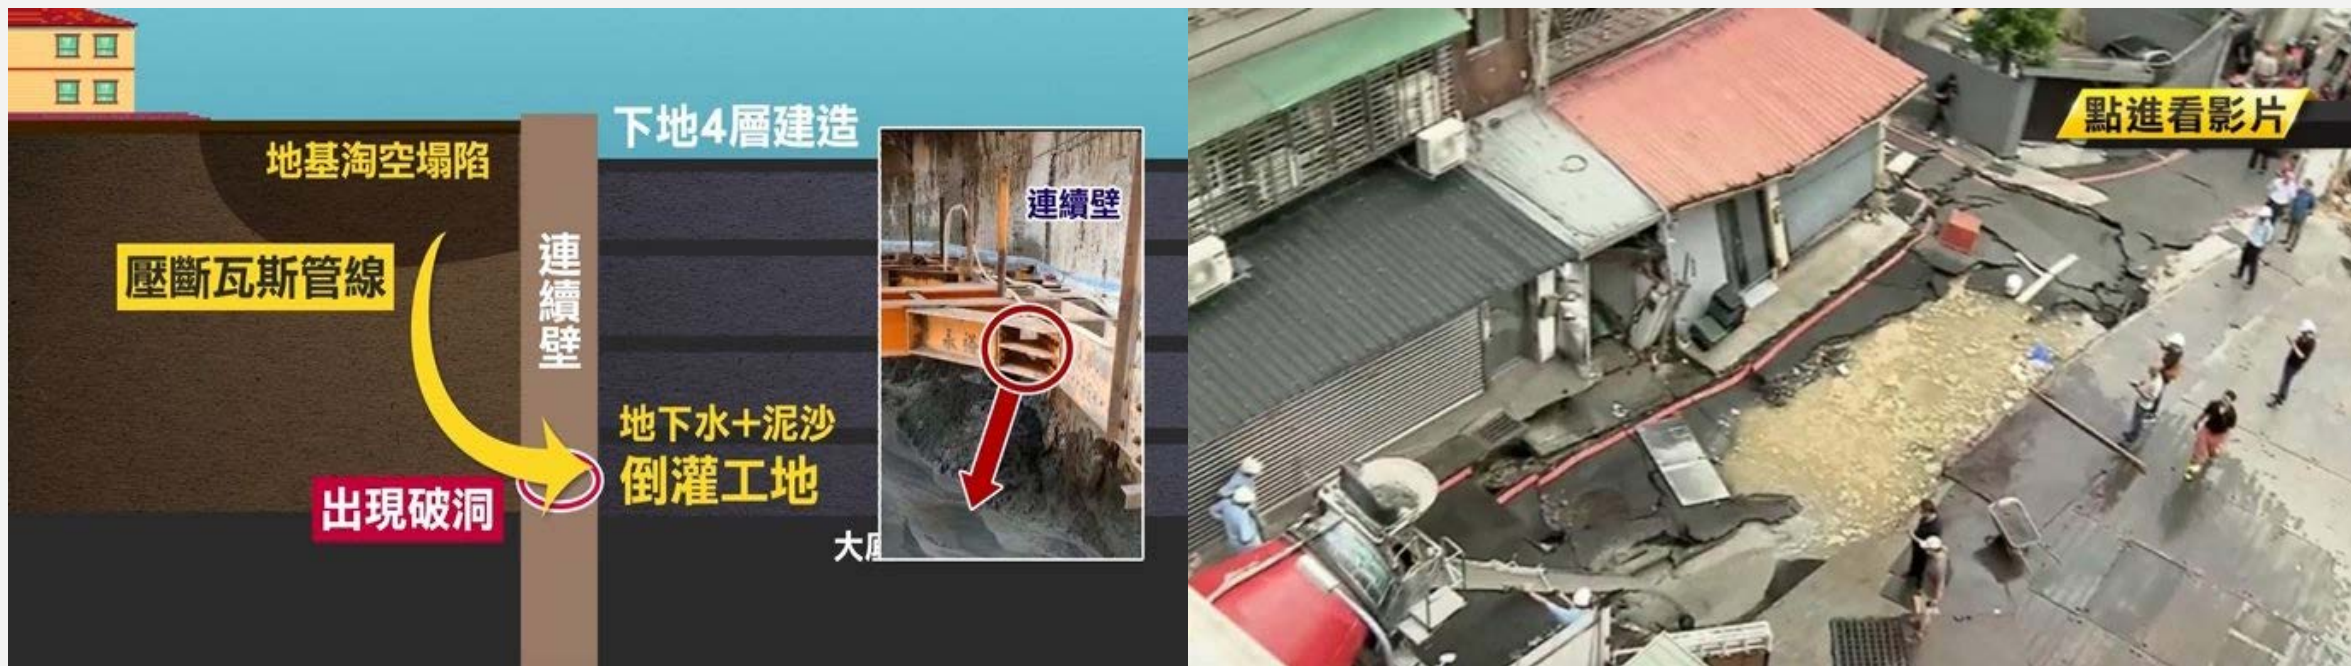 下地4層建造
地基淘空塌陷
連續壁
壓斷瓦斯管線
連續壁
地下水+泥沙
倒灌工地
出現破洞
大底
點進看影片